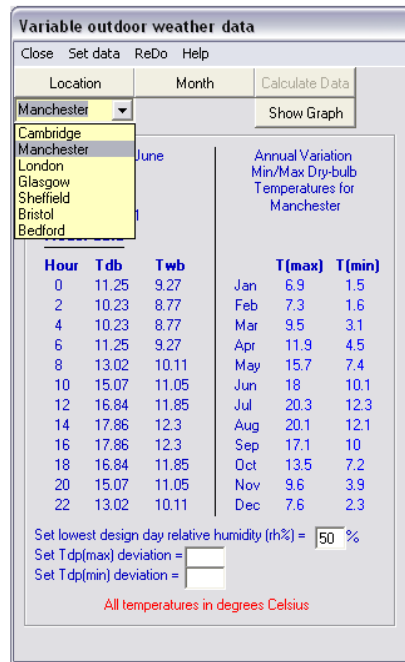 Variable outdoor weather data
Close Set data ReDo Help
Location Month Calculate Data
Manchester Show Graph
Cambridge
Manchester
London
Glasgow
Sheffield
Bristol
Bedford
June
1
Annual Variation
Min/Max Dry-bulb
Temperatures for
Manchester
Hour Tdb Twb
0 11.25 9.27
2 10.23 8.77
4 10.23 8.77
6 11.25 9.27
8 13.02 10.11
10 15.07 11.05
12 16.84 11.85
14 17.86 12.3
16 17.86 12.3
18 16.84 11.85
20 15.07 11.05
22 13.02 10.11
T(max) T(min)
Jan 6.9 1.5
Feb 7.3 1.6
Mar 9.5 3.1
Apr 11.9 4.5
May 15.7 7.4
Jun 18 10.1
Jul 20.3 12.3
Aug 20.1 12.1
Sep 17.1 10
Oct 13.5 7.2
Nov 9.6 3.9
Dec 7.6 2.3
Set lowest design day relative humidity (rh%) = 50 %
Set Tdp(max) deviation =
Set Tdp(min) deviation =
All temperatures in degrees Celsius